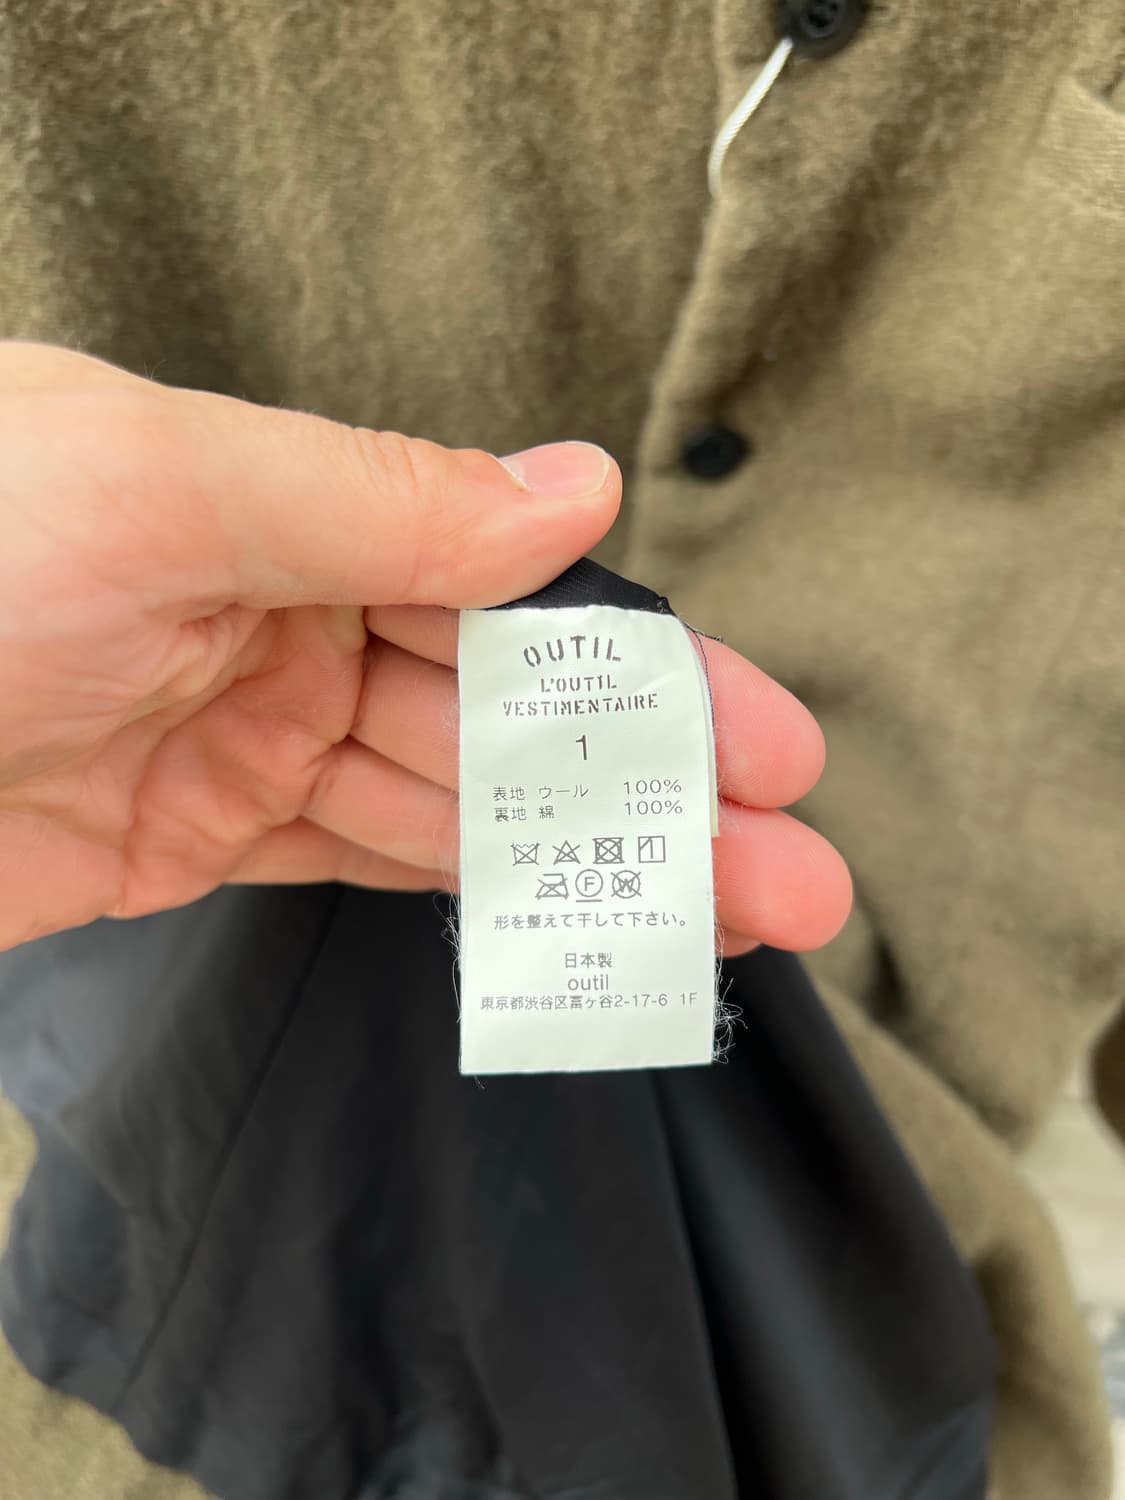 OUTIL
L'OUTIL
VESTIMENTAIRE
1
表地 ウール 100%
裏地 綿 100%
F W
形を整えて干して下さい。
日本製
outil
東京都渋谷区富ヶ谷2-17-6 1F